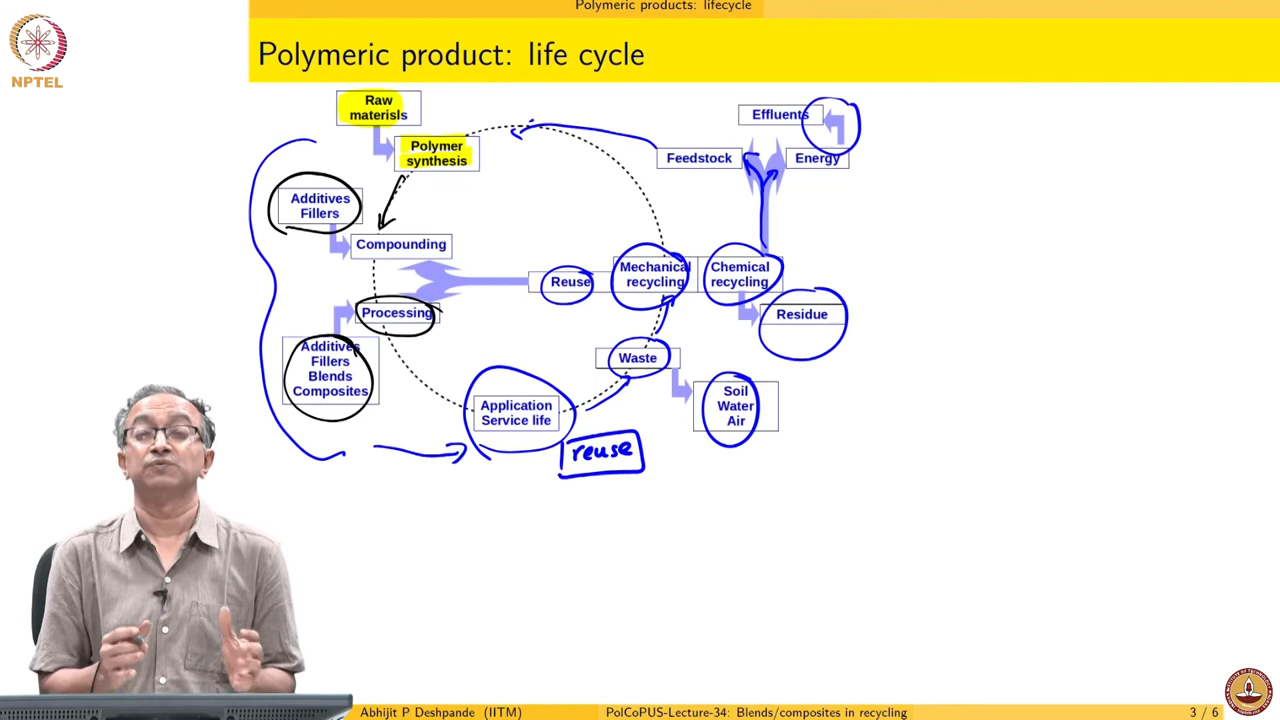 Polymeric products: lifecycle
NPTEL
Polymeric product: life cycle
Raw
materisls
Polymer
synthesis
Additives
Fillers
Compounding
Processing
Additives
Fillers
Blends
Composites
Application
Service life
reuse
Waste
Soil
Water
Air
Reuse
Mechanical
recycling
Chemical
recycling
Residue
Feedstock
Energy
Effluents
Abhijit P Deshpande (IITM)
PolCoPUS-Lecture-34: Blends/composites in recycling
3 / 6